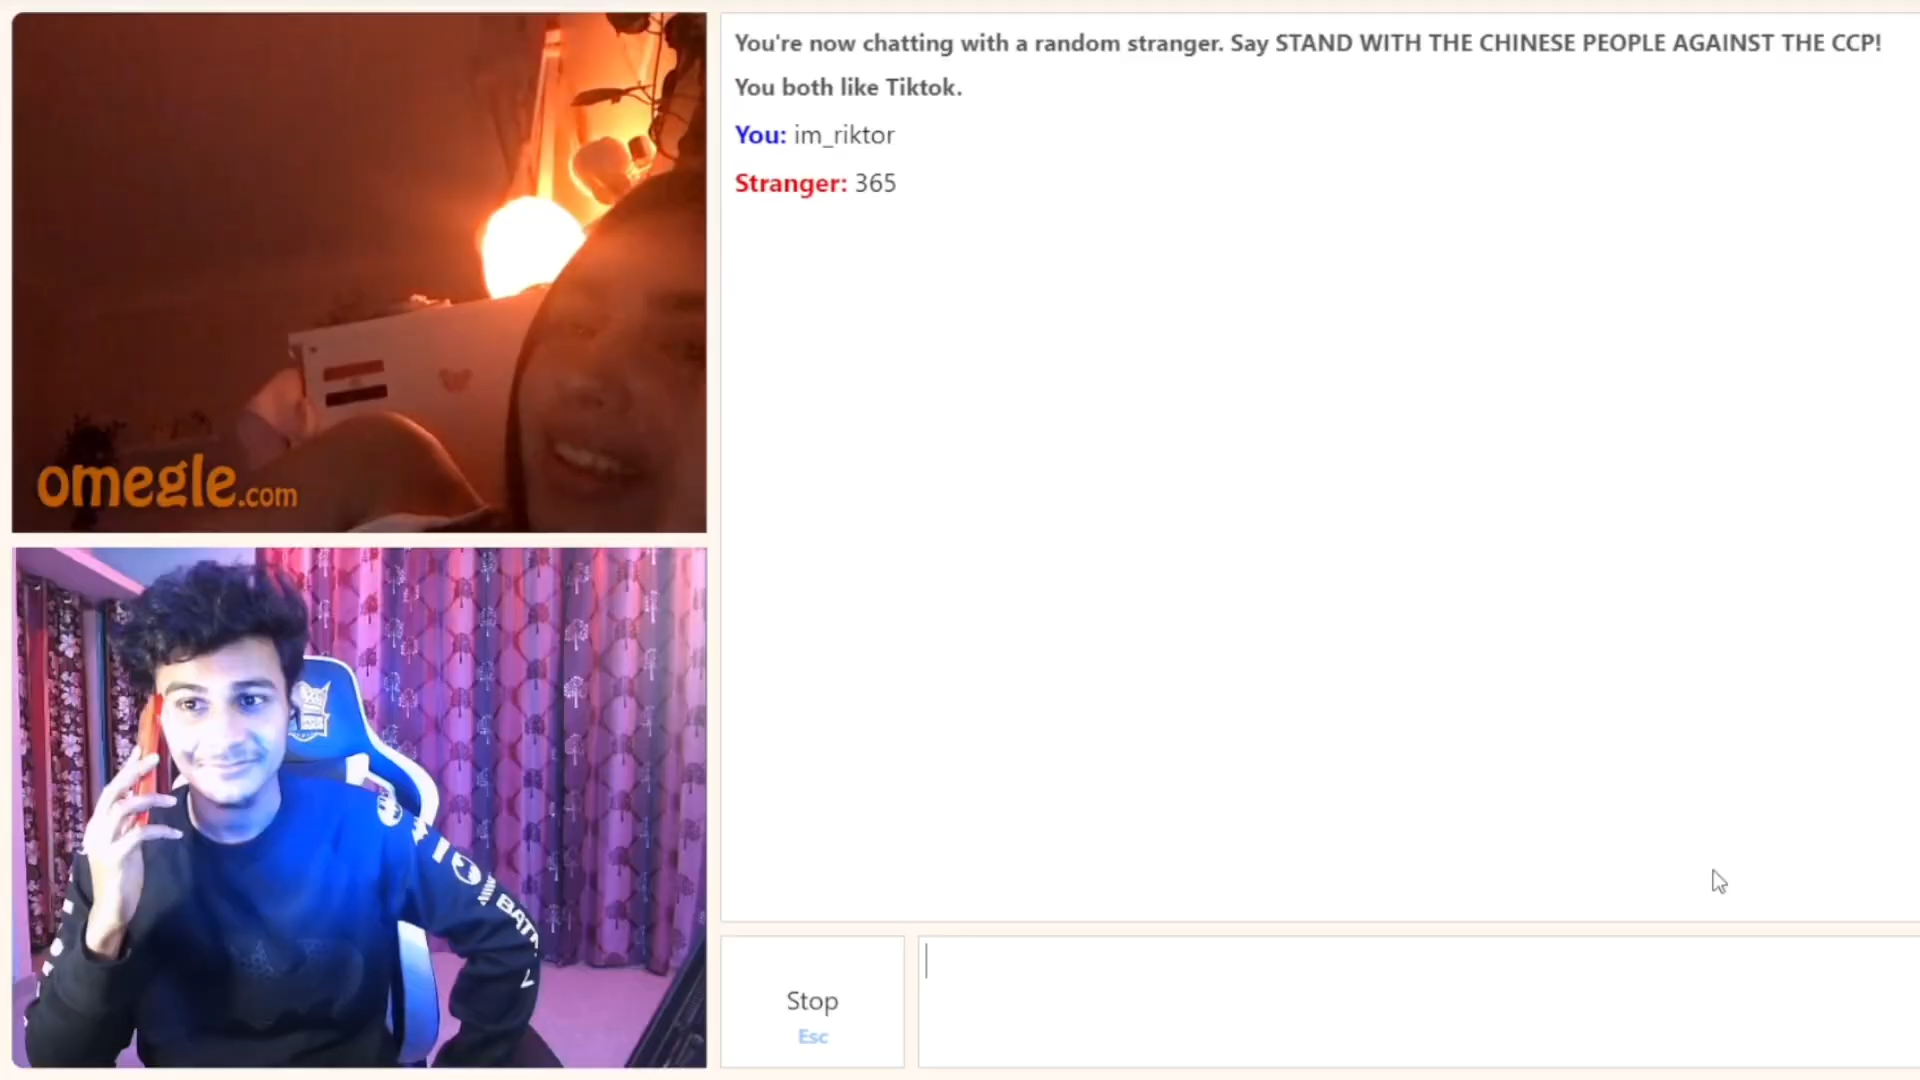 You're now chatting with a random stranger. Say STAND WITH THE CHINESE PEOPLE AGAINST THE CCP!
You both like Tiktok.
You: im_riktor
Stranger: 365
omegle.com
BATM
Stop
Esc